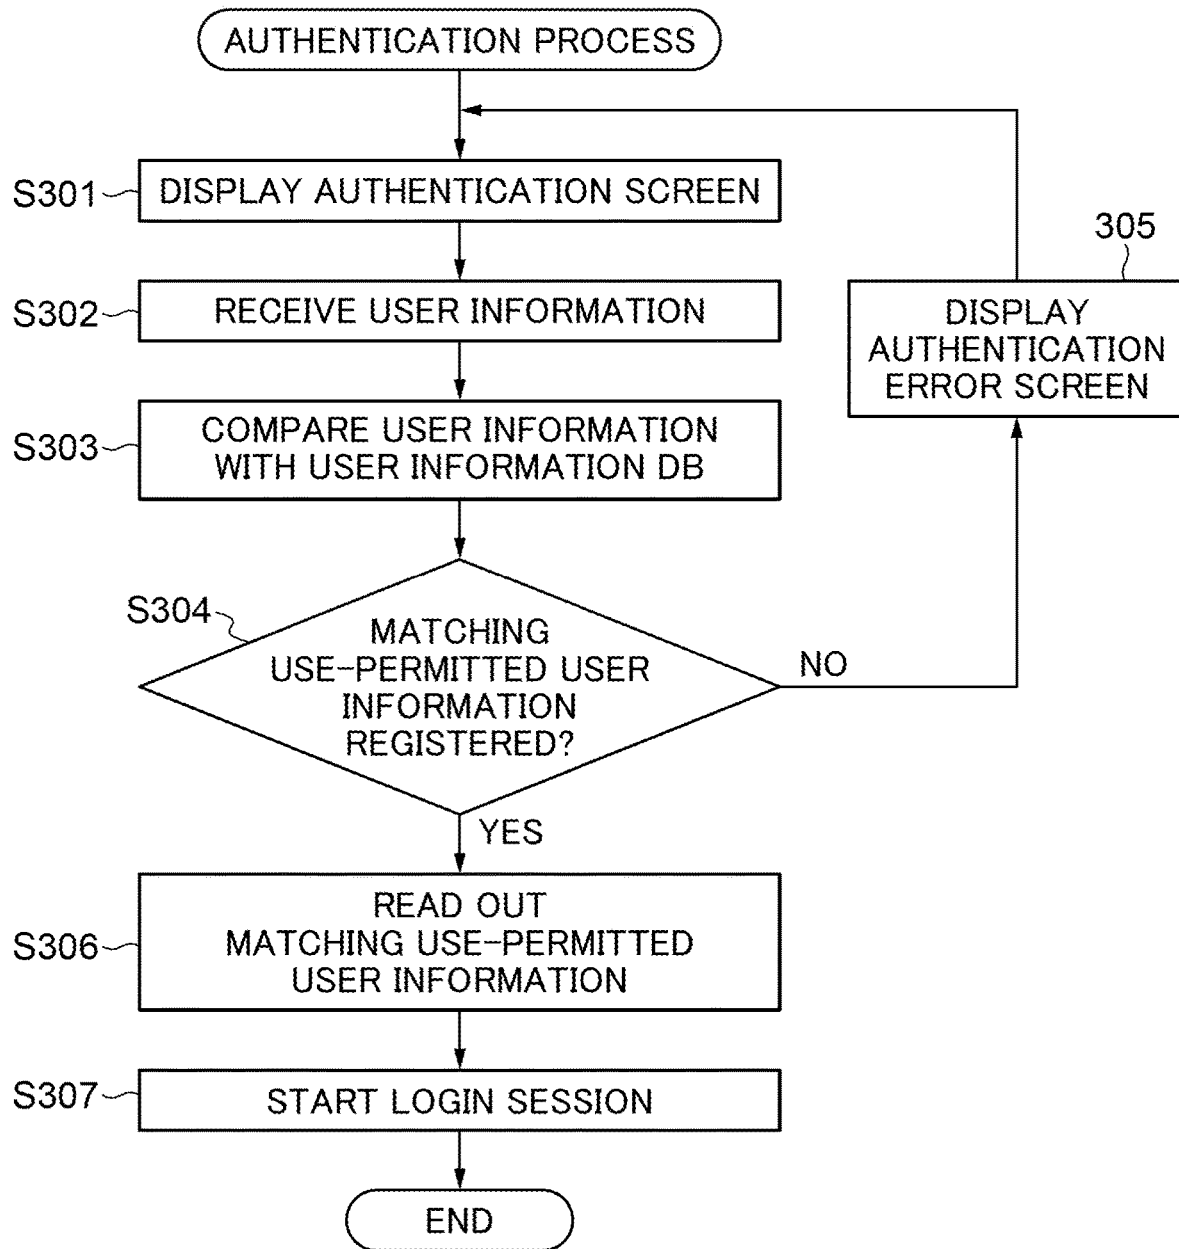 AUTHENTICATION PROCESS
S301
DISPLAY AUTHENTICATION SCREEN
305
S302
RECEIVE USER INFORMATION
DISPLAY
AUTHENTICATION
ERROR SCREEN
S303
COMPARE USER INFORMATION
WITH USER INFORMATION DB
S304
MATCHING
USE-PERMITTED USER
INFORMATION
REGISTERED?
NO
YES
S306
READ OUT
MATCHING USE-PERMITTED
USER INFORMATION
S307
START LOGIN SESSION
END